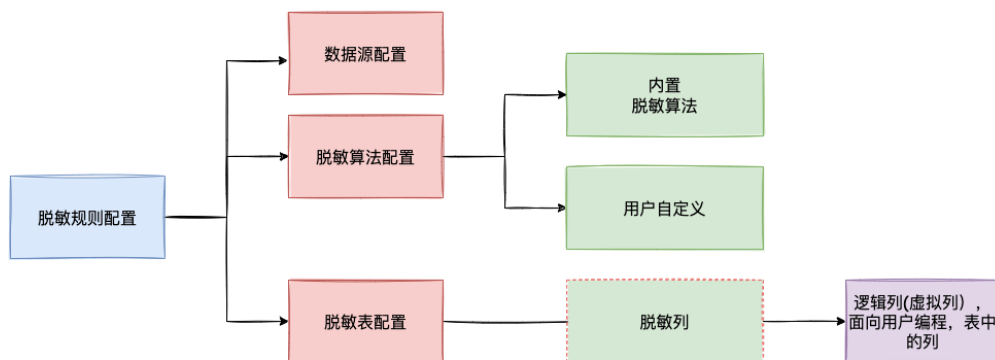 数据源配置
内置
脱敏算法
脱敏算法配置
用户自定义
脱敏规则配置
脱敏表配置
脱敏列
逻辑列(虚拟列），
面向用户编程，表中
的列